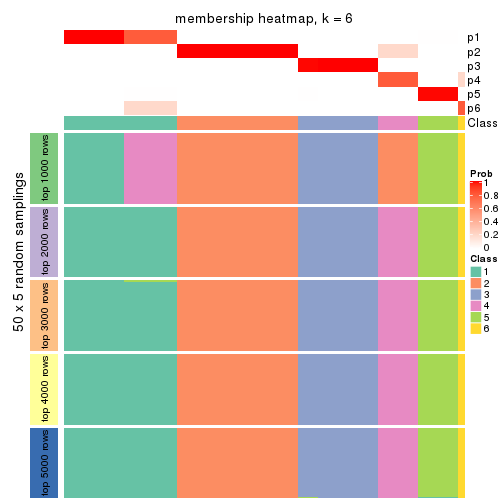 membership heatmap, k = 6
p1
p2
p3
p4
p5
p6
Class
50 x 5 random samplings
top 1000 rows
top 2000 rows
top 3000 rows
top 4000 rows
top 5000 rows
Prob
1
0.8
0.6
0.4
0.2
0
Class
1
2
3
4
5
6